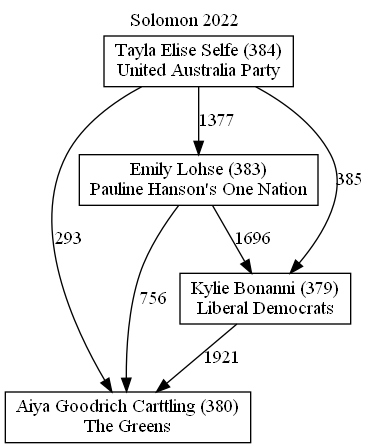 Solomon 2022
Tayla Elise Selfe (384)
United Australia Party
1377
Emily Lohse (383)
Pauline Hanson's One Nation
385
293
756
1696
Kylie Bonanni (379)
Liberal Democrats
1921
Aiya Goodrich Carttling (380)
The Greens